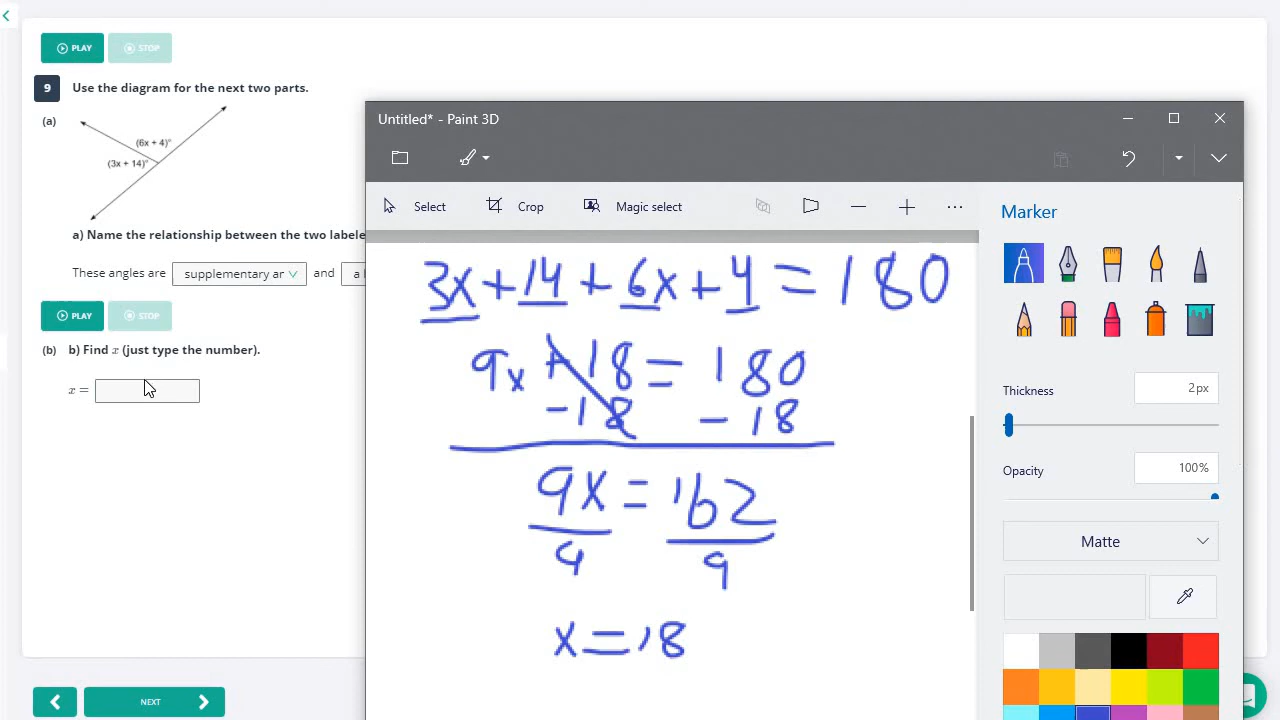 PLAY STOP
9 Use the diagram for the next two parts.
(a)
(6x + 4)°
(3x + 14)°
a) Name the relationship between the two labele
These angles are supplementary ar and a l
PLAY STOP
(b) b) Find x (just type the number).
x =
NEXT
Untitled* - Paint 3D
Select Crop Magic select
3x + 14 + 6x + 4 = 180
9x + 18 = 180
-18 -18
9x = 162
9 9
x = 18
Marker
Thickness 2px
Opacity 100%
Matte